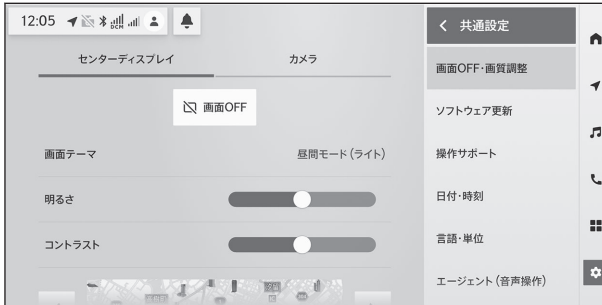 12:05
DCM
センターディスプレイ
カメラ
画面OFF
画面テーマ
昼間モード（ライト）
明るさ
コントラスト
共通設定
画面OFF・画質調整
ソフトウェア更新
操作サポート
日付・時刻
言語・単位
エージェント（音声操作）